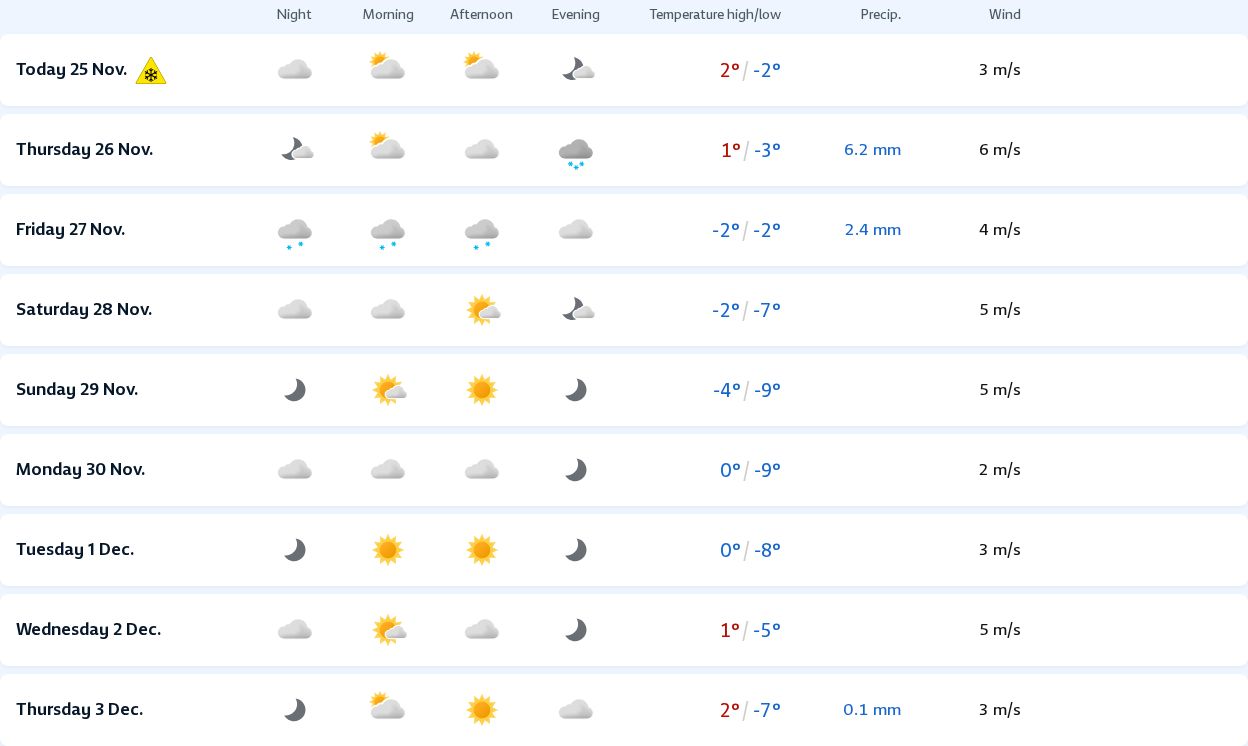 Night Morning Afternoon Evening Temperature high/low Precip. Wind
Today 25 Nov. 2°/-2° 3 m/s
Thursday 26 Nov. 1°/-3° 6.2 mm 6 m/s
Friday 27 Nov. -2°/-2° 2.4 mm 4 m/s
Saturday 28 Nov. -2°/-7° 5 m/s
Sunday 29 Nov. -4°/-9° 5 m/s
Monday 30 Nov. 0°/-9° 2 m/s
Tuesday 1 Dec. 0°/-8° 3 m/s
Wednesday 2 Dec. 1°/-5° 5 m/s
Thursday 3 Dec. 2°/-7° 0.1 mm 3 m/s